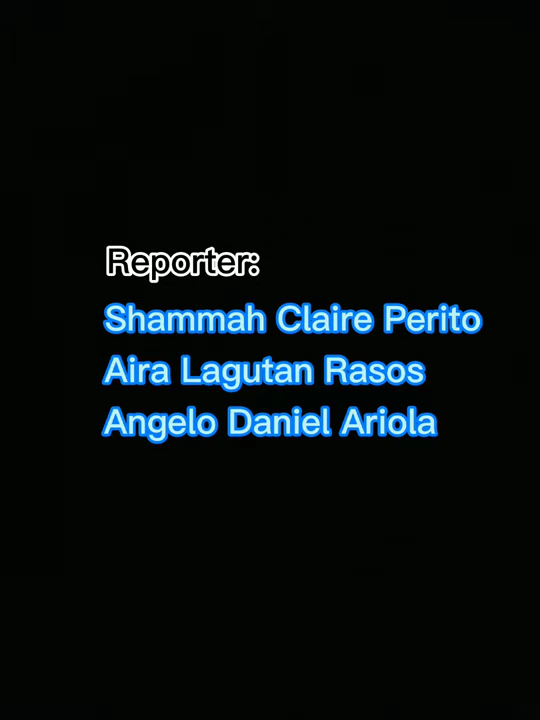 Reporter:
Shammah Claire Perito
Aira Lagutan Rasos
Angelo Daniel Ariola